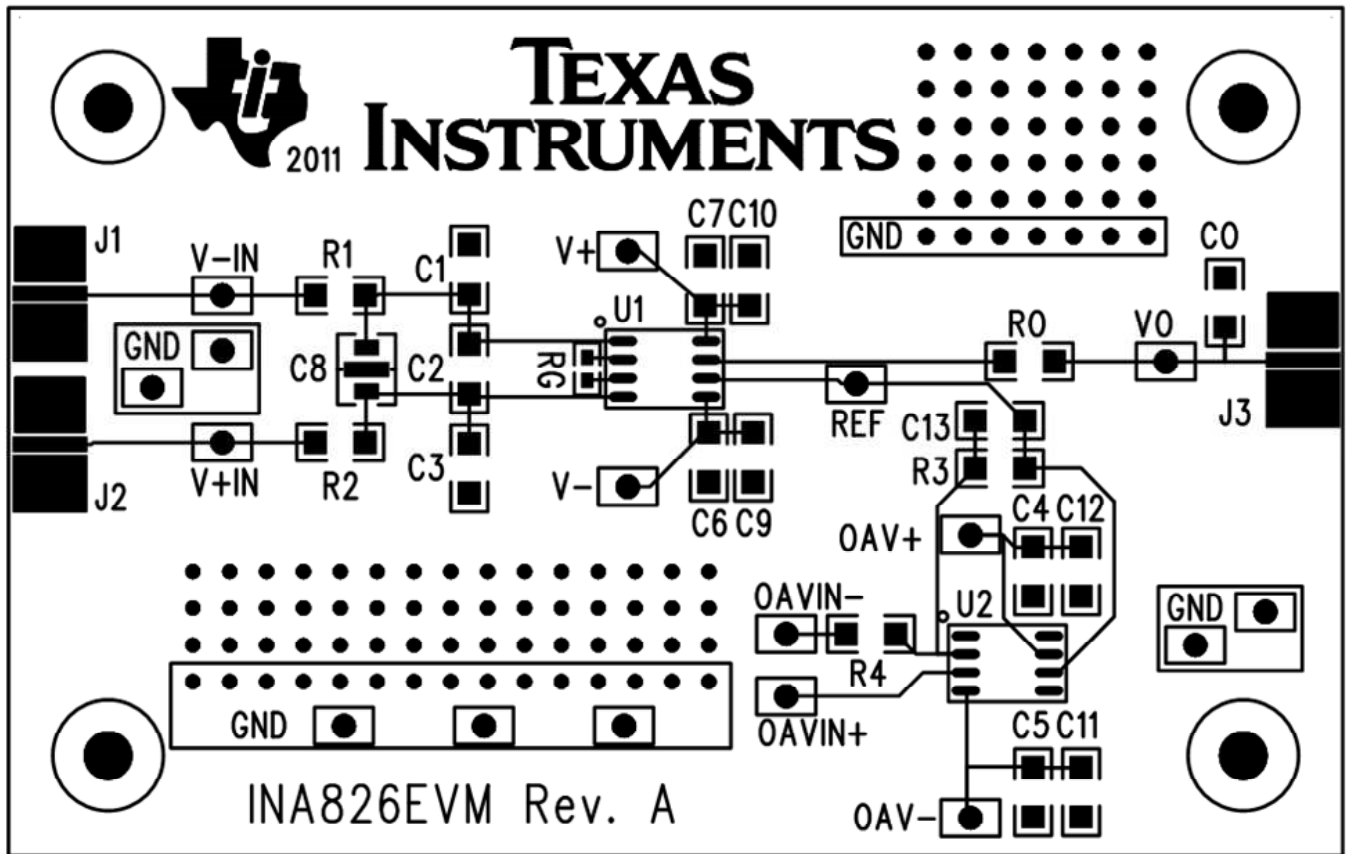 TEXAS
INSTRUMENTS
2011
ti
J1
V-IN
R1
C1
V+
C7 C10
GND
CO
GND
C8
C2
RG
U1
RO
VO
J3
REF
C13
R3
J2
V+IN
R2
C3
V-
C6 C9
OAV+
C4 C12
OAVIN-
U2
R4
OAVIN+
GND
GND
C5 C11
INA826EVM Rev. A
OAV-